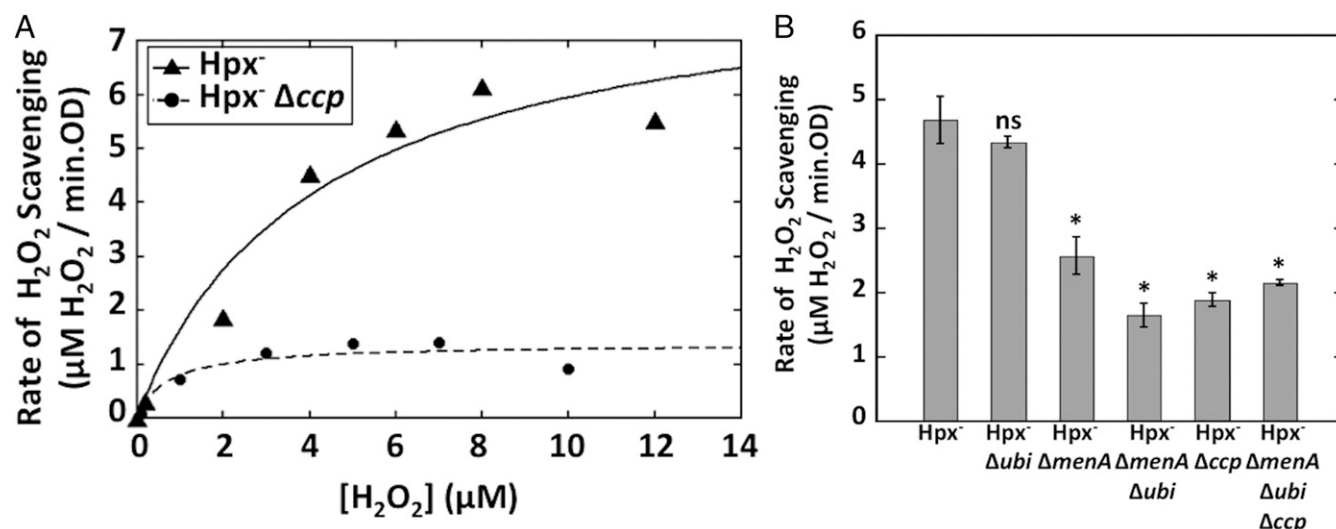 A
Rate of H₂O₂ Scavenging
(μM H₂O₂ / min.OD)
7
6
5
4
3
2
1
0
Hpx⁻
Hpx⁻ Δccp
0 2 4 6 8 10 12 14
[H₂O₂] (μM)
B
Rate of H₂O₂ Scavenging
(μM H₂O₂ / min.OD)
6
5
4
3
2
1
0
ns
*
*
*
*
Hpx⁻ Hpx⁻ Hpx⁻ Hpx⁻ Hpx⁻ Hpx⁻
Δubi ΔmenA ΔmenA Δccp ΔmenA
Δubi Δubi
Δccp